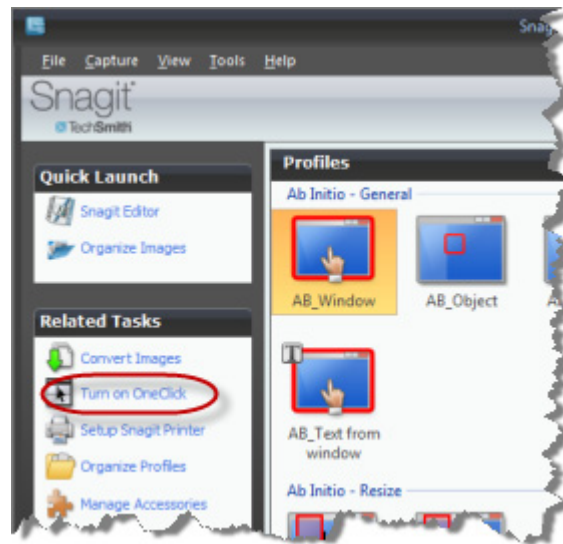 Snag
File Capture View Tools Help
Snagit
TechSmith
Quick Launch
Snagit Editor
Organize Images
Related Tasks
Convert Images
Turn on OneClick
Setup Snagit Printer
Organize Profiles
Manage Accessories
Profiles
Ab Initio - General
AB_Window AB_Object
T
AB_Text from
window
Ab Initio - Resize